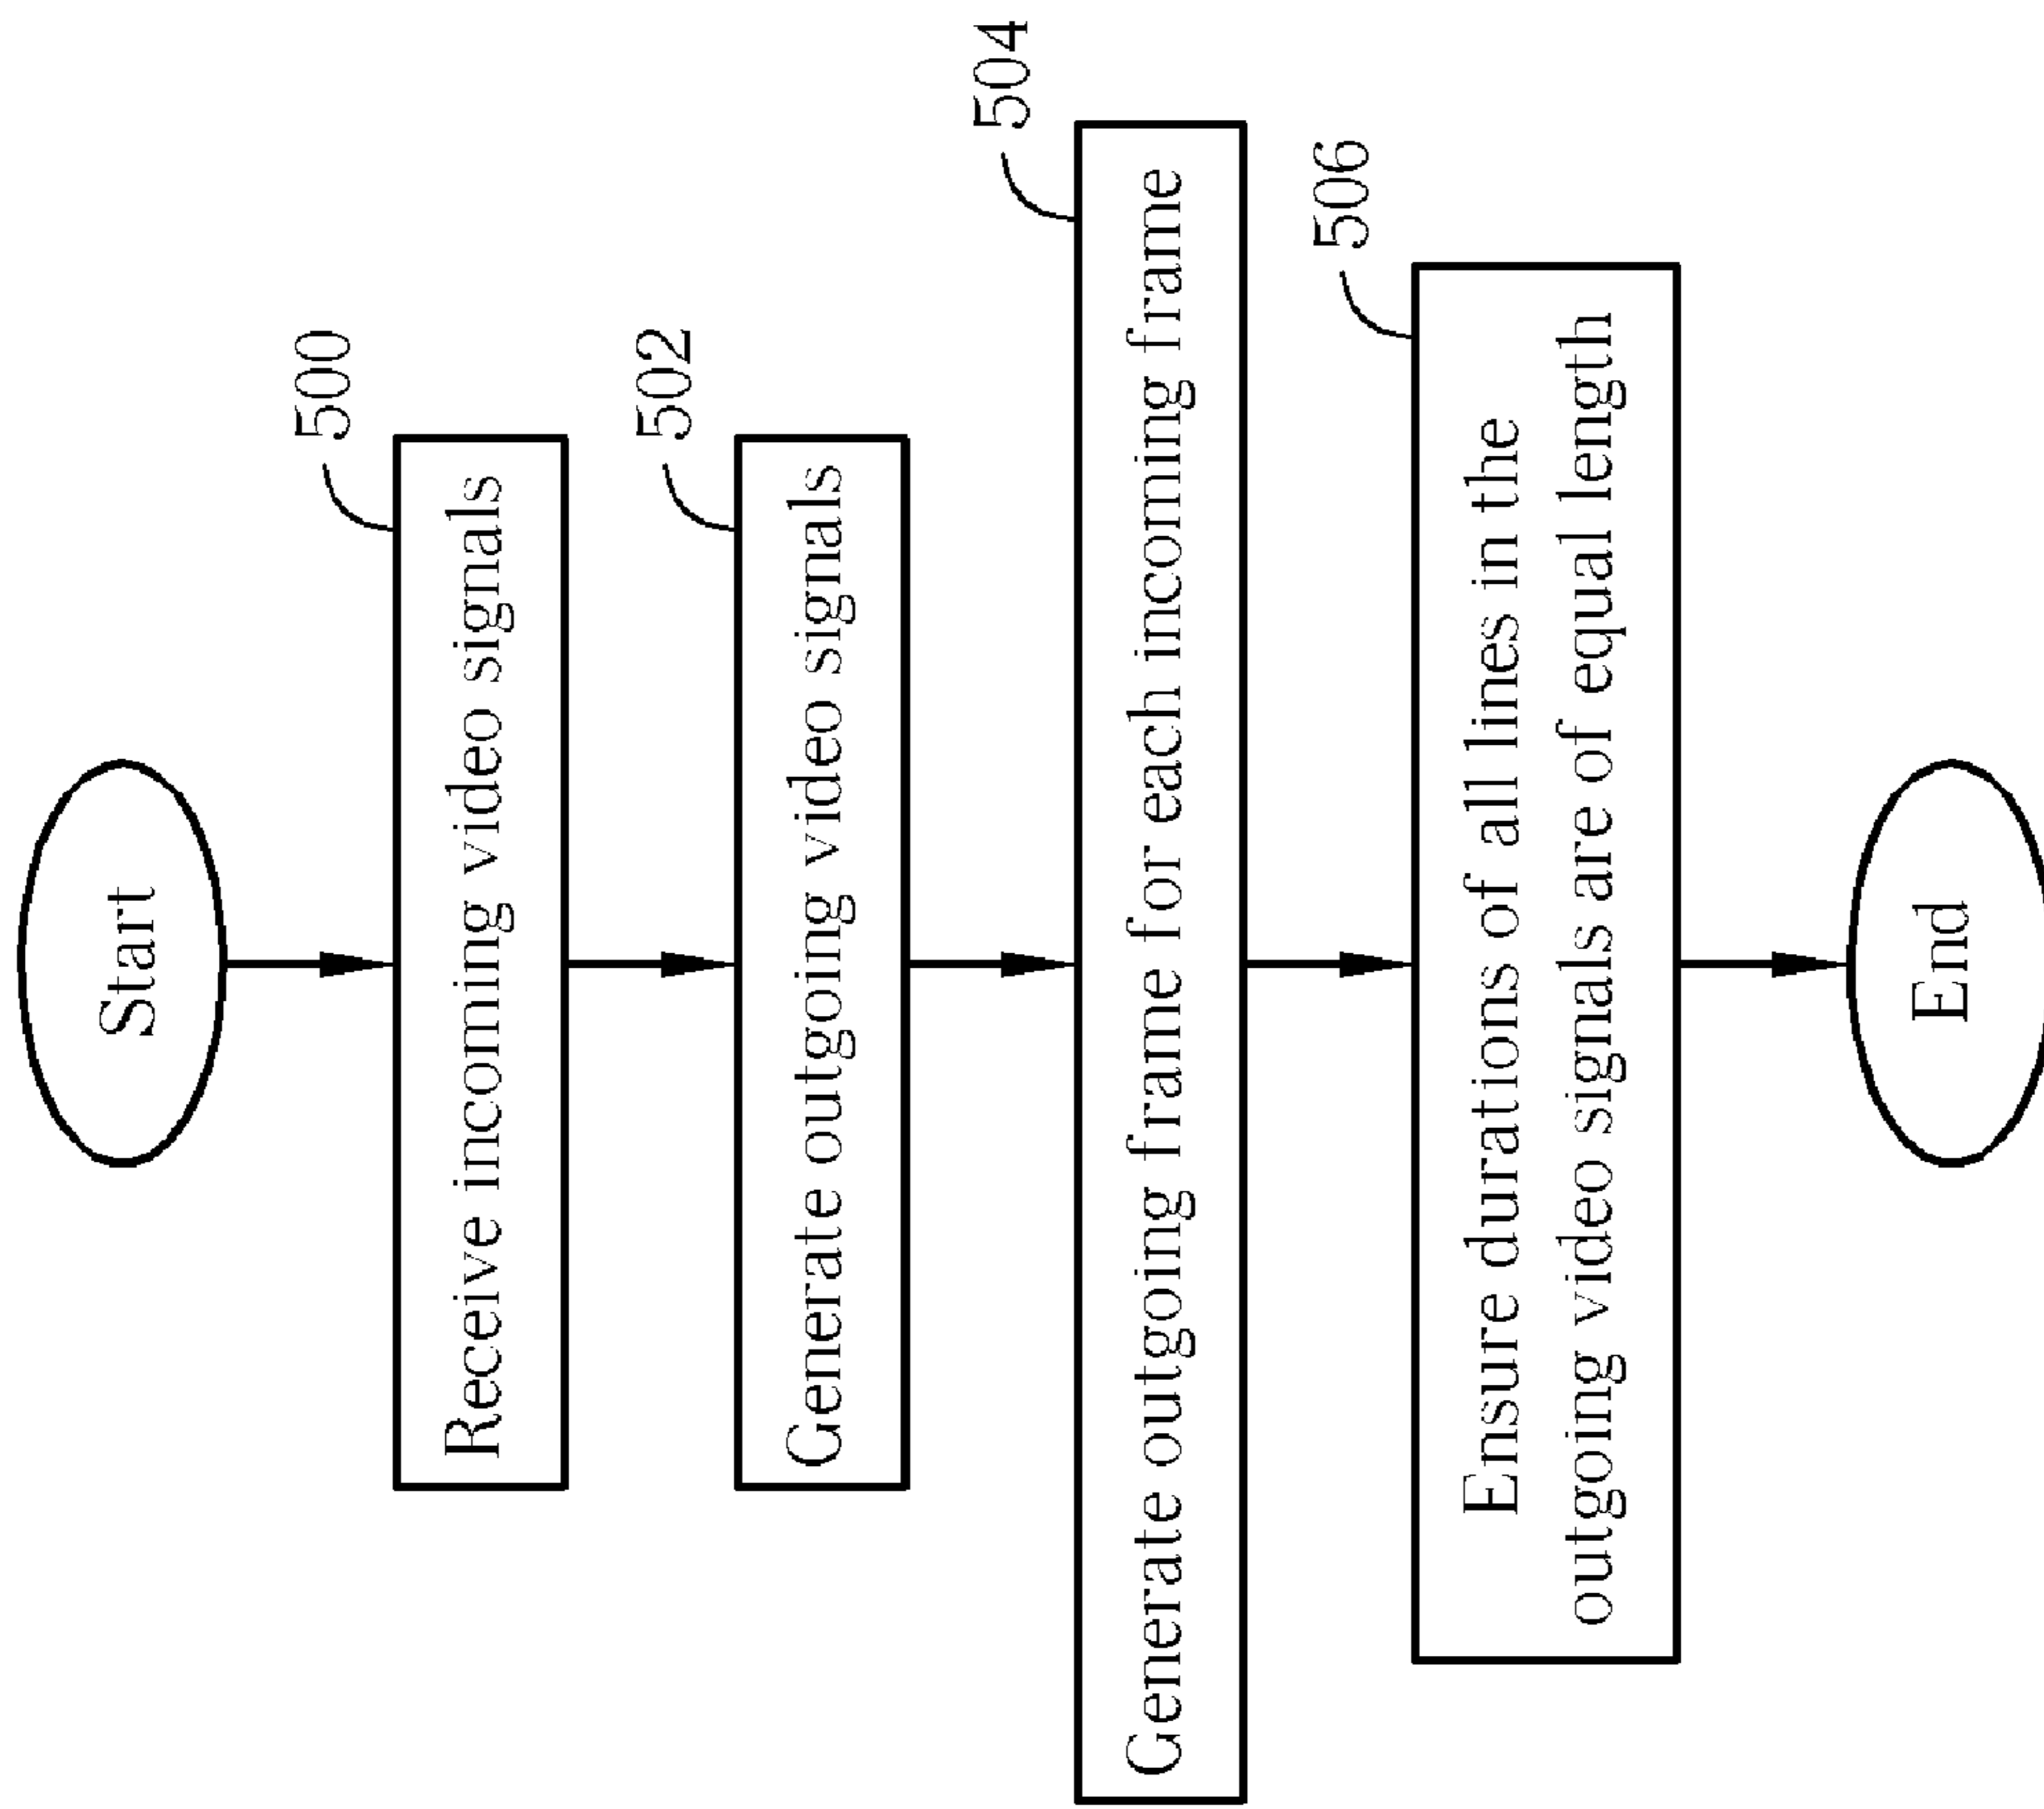 Start
500
Receive incoming video signals
502
Generate outgoing video signals
504
Generate outgoing frame for each incoming frame
506
Ensure durations of all lines in the
outgoing video signals are of equal length
End